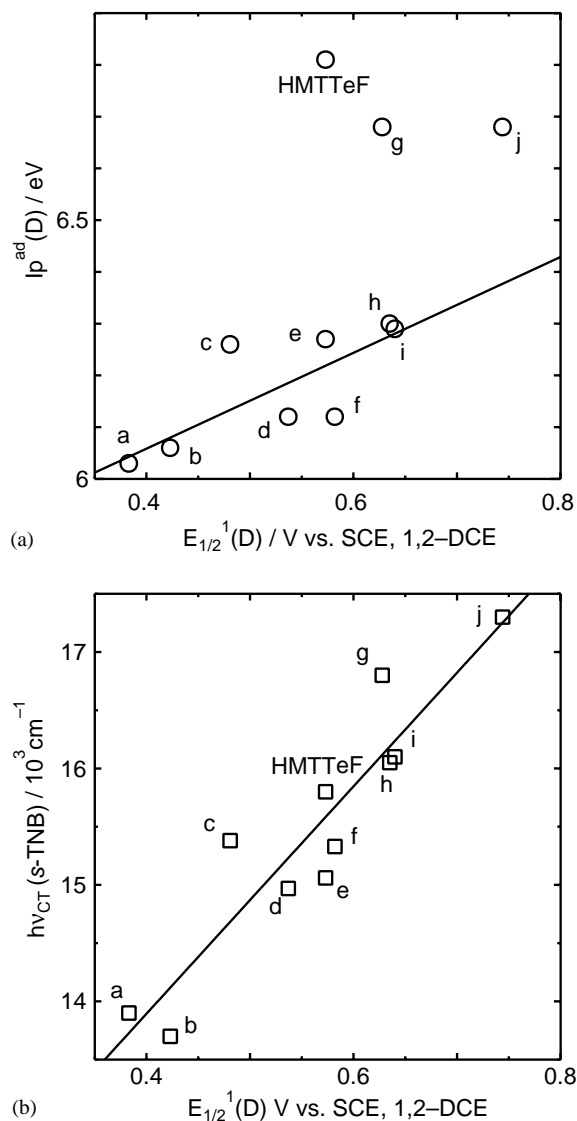 HMTTeF
g
j
6.5
Ip^ad(D) / eV
h
c
e
i
d
f
a
b
6
0.4
0.6
0.8
(a)
E1/2^1(D) / V vs. SCE, 1,2–DCE
j
17
g
i
HMTTeF
16
h
hνCT (s-TNB) / 10^3 cm^−1
c
f
15
d
e
14
a
b
0.4
0.6
0.8
(b)
E1/2^1(D) V vs. SCE, 1,2–DCE